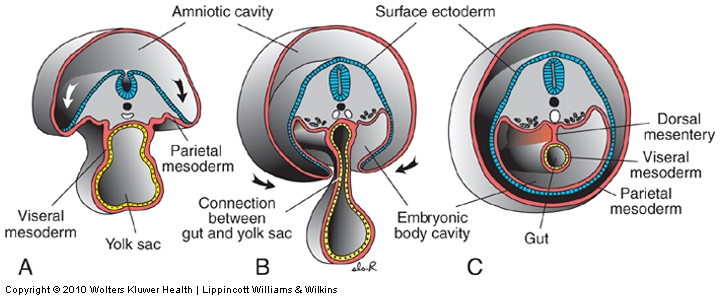 Amniotic cavity
Surface ectoderm
Parietal
mesoderm
Viseral
mesoderm
Yolk sac
Connection
between
gut and yolk sac
Embryonic
body cavity
Dorsal
mesentery
Viseral
mesoderm
Parietal
mesoderm
Gut
A
B
slo-R
C
Copyright © 2010 Wolters Kluwer Health | Lippincott Williams & Wilkins